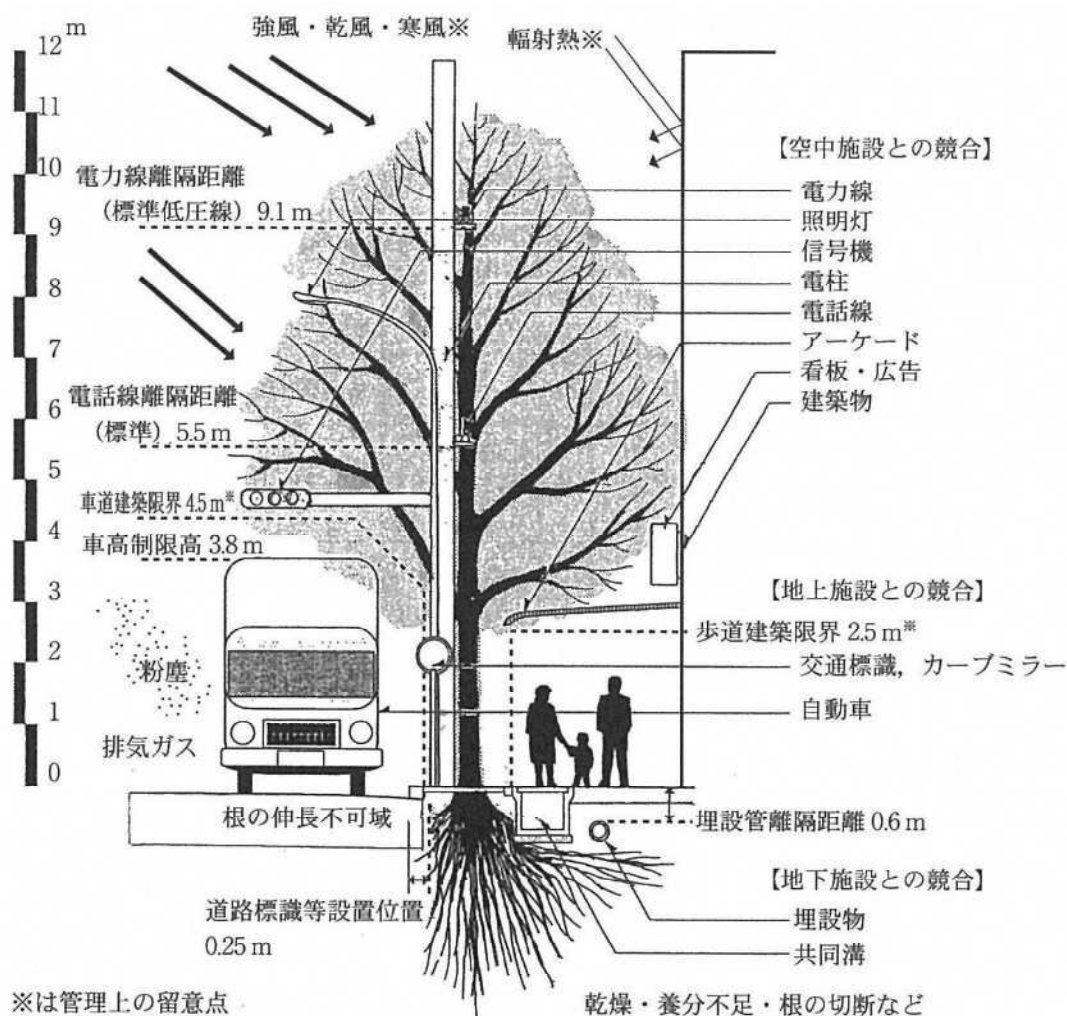 強風・乾風・寒風※
輻射熱※
12 m
11
10
9
8
7
6
5
4
3
2
1
0
電力線離隔距離
(標準低圧線) 9.1 m
電話線離隔距離
(標準) 5.5 m
車道建築限界 4.5 m※
車高制限高 3.8 m
粉塵
排気ガス
根の伸長不可域
道路標識等設置位置
0.25 m
【空中施設との競合】
電力線
照明灯
信号機
電柱
電話線
アーケード
看板・広告
建築物
【地上施設との競合】
歩道建築限界 2.5 m※
交通標識，カーブミラー
自動車
埋設管離隔距離 0.6 m
【地下施設との競合】
埋設物
共同溝
※は管理上の留意点
乾燥・養分不足・根の切断など